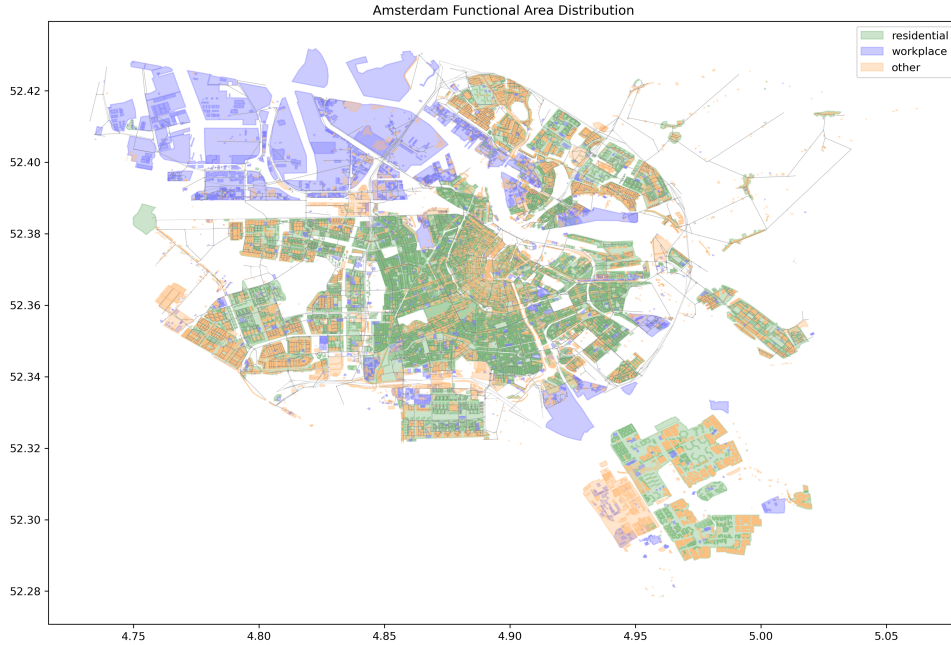 Amsterdam Functional Area Distribution
residential
workplace
other
52.42
52.40
52.38
52.36
52.34
52.32
52.30
52.28
4.75 4.80 4.85 4.90 4.95 5.00 5.05